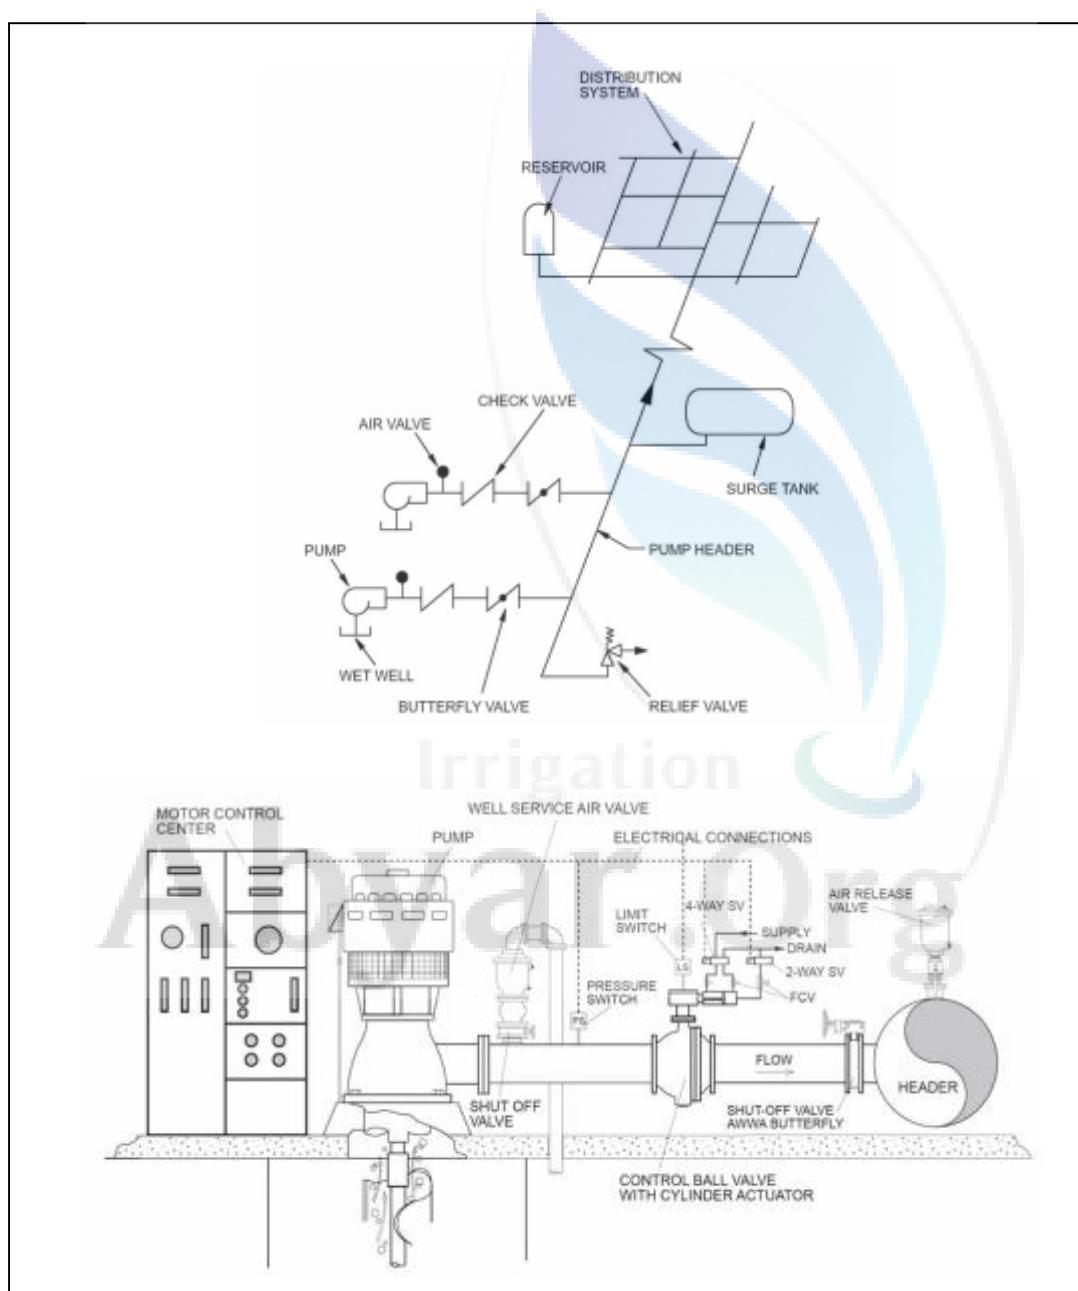 DISTRIBUTION
SYSTEM
RESERVOIR
CHECK VALVE
AIR VALVE
SURGE TANK
PUMP HEADER
PUMP
WET WELL
BUTTERFLY VALVE
RELIEF VALVE
Irrigation
Abvar.Org
MOTOR CONTROL
CENTER
WELL SERVICE AIR VALVE
PUMP
ELECTRICAL CONNECTIONS
AIR RELEASE
VALVE
LIMIT
SWITCH
4-WAY SV
SUPPLY
DRAIN
2-WAY SV
LS
FCV
PRESSURE
SWITCH
PS
FLOW
HEADER
SHUT OFF
VALVE
SHUT-OFF VALVE
AWWA BUTTERFLY
CONTROL BALL VALVE
WITH CYLINDER ACTUATOR